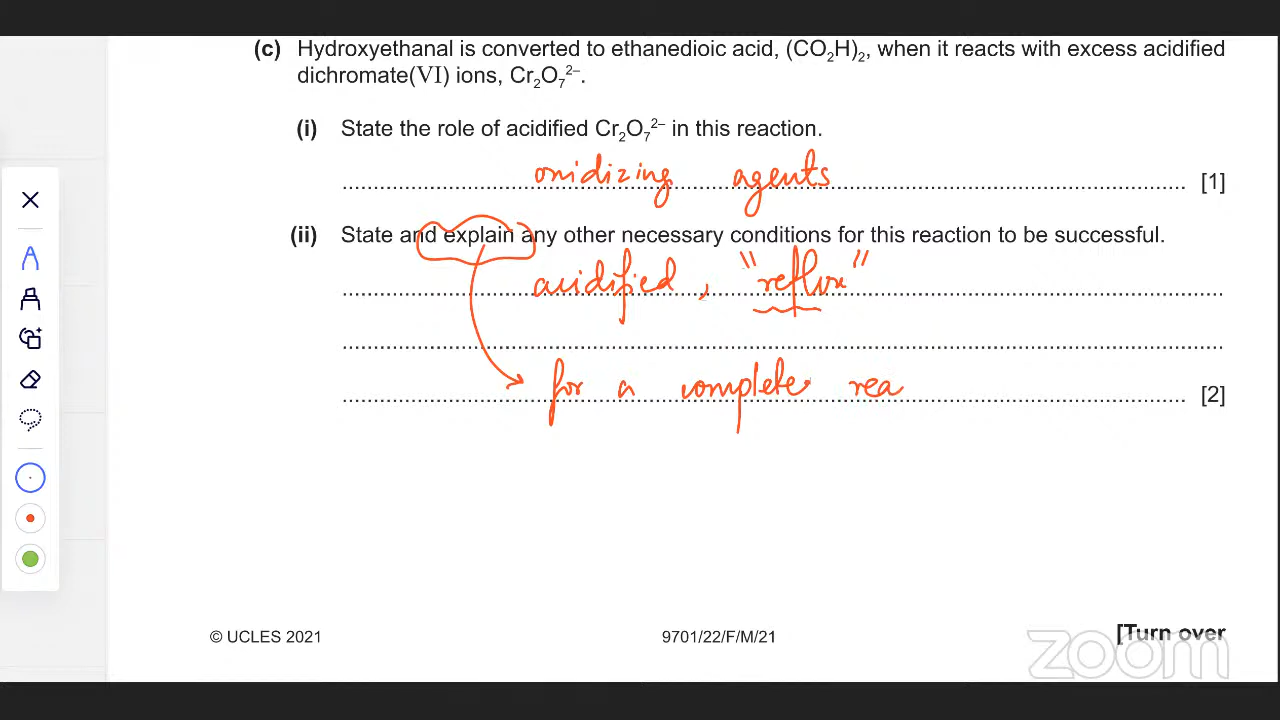 (c) Hydroxyethanal is converted to ethanedioic acid, (CO₂H)₂, when it reacts with excess acidified
dichromate(VI) ions, Cr₂O₇²⁻.
(i) State the role of acidified Cr₂O₇²⁻ in this reaction.
oxidizing agents
[1]
(ii) State and explain any other necessary conditions for this reaction to be successful.
acidified, "reflux"
for a complete rea
[2]
© UCLES 2021
9701/22/F/M/21
[Turn over
zoom